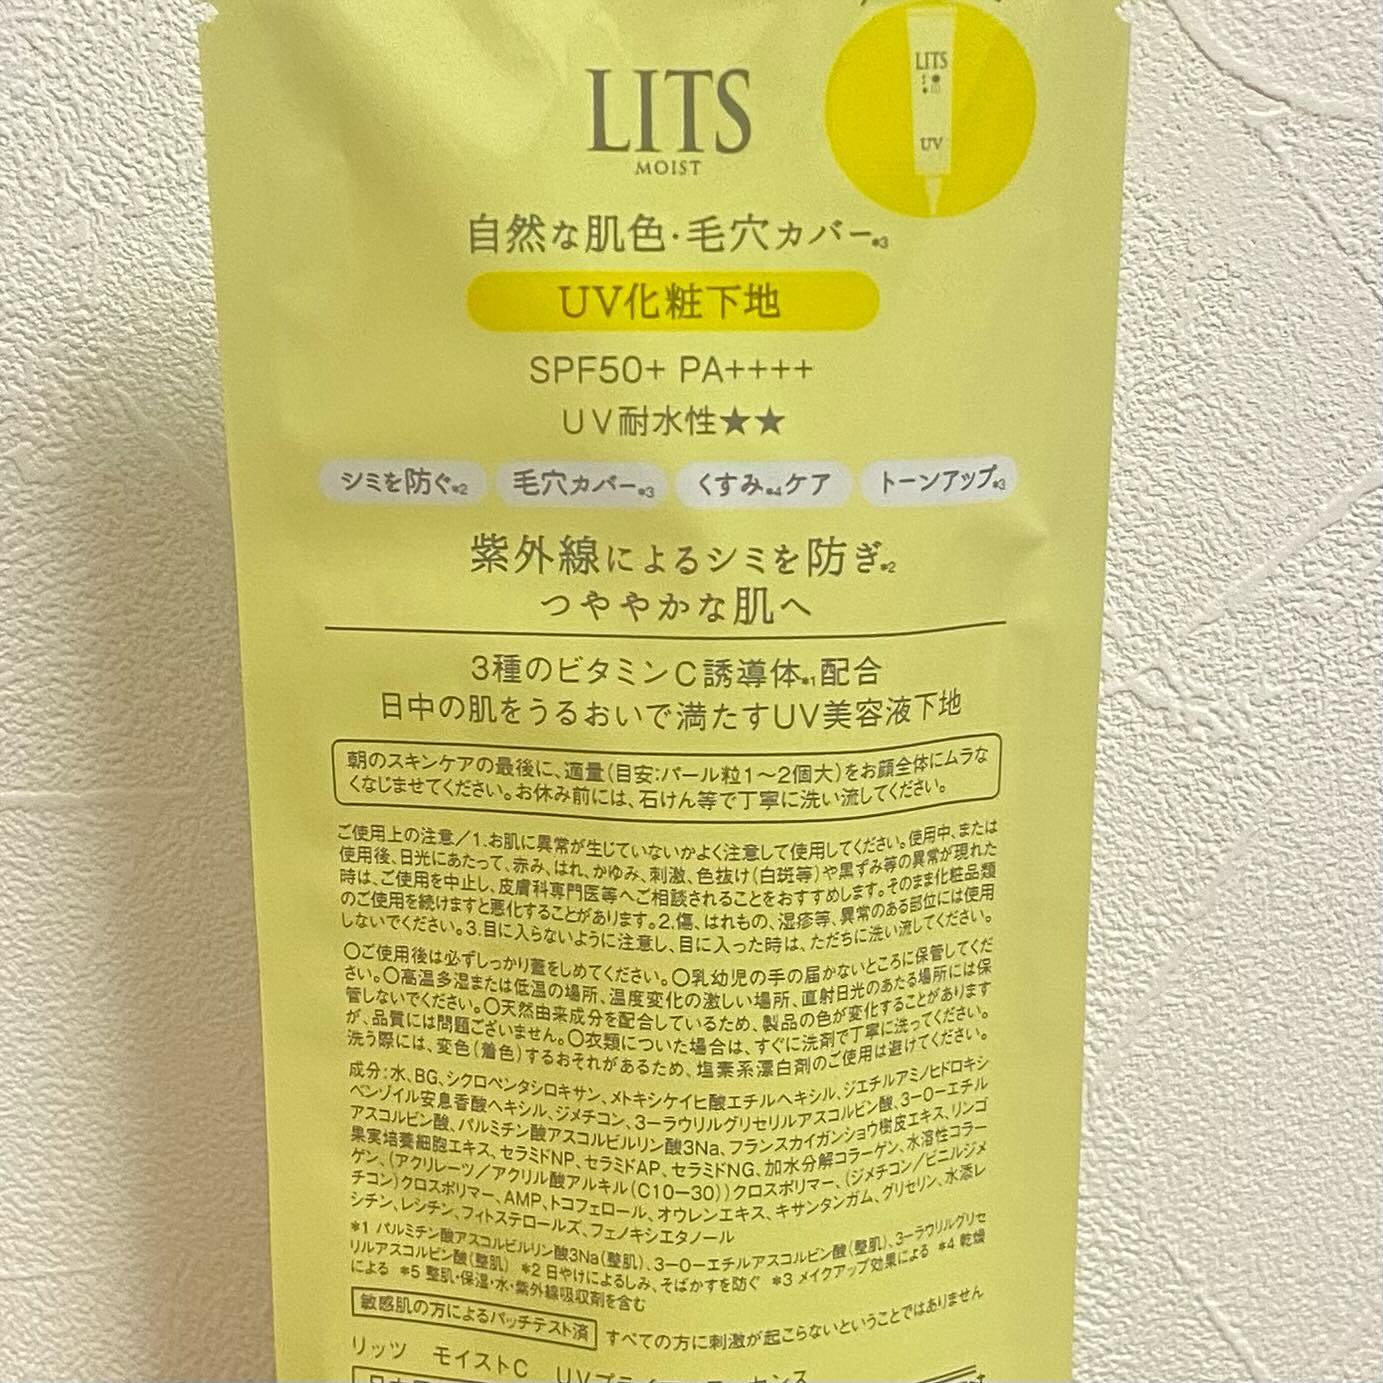 LITS
MOIST
LITS
UV
自然な肌色・毛穴カバー*3
UV化粧下地
SPF50+ PA++++
UV耐水性★★
シミを防ぐ*2
毛穴カバー*3
くすみ*4ケア
トーンアップ*3
紫外線によるシミを防ぎ*2
つややかな肌へ
3種のビタミンC誘導体*1配合
日中の肌をうるおいで満たすUV美容液下地
朝のスキンケアの最後に、適量(目安:パール粒1〜2個大)をお顔全体にムラな
くなじませてください。お休み前には、石けん等で丁寧に洗い流してください。
ご使用上の注意/1.お肌に異常が生じていないかよく注意して使用してください。使用中、または
使用後、日光にあたって、赤み、はれ、かゆみ、刺激、色抜け(白斑等)や黒ずみ等の異常が現れた
時は、ご使用を中止し、皮膚科専門医等へご相談されることをおすすめします。そのまま化粧品類
のご使用を続けますと悪化することがあります。2.傷、はれもの、湿疹等、異常のある部位には使用
しないでください。3.目に入らないように注意し、目に入った時は、ただちに洗い流してください。
○ご使用後は必ずしっかり蓋をしめてください。○乳幼児の手の届かないところに保管してくだ
さい。○高温多湿または低温の場所、温度変化の激しい場所、直射日光のあたる場所には保
管しないでください。○天然由来成分を配合しているため、製品の色が変化することがあります
が、品質には問題ございません。○衣類についた場合は、すぐに洗剤で丁寧に洗ってください。
洗う際には、変色(着色)するおそれがあるため、塩素系漂白剤のご使用は避けてください。
成分:水、BG、シクロペンタシロキサン、メトキシケイヒ酸エチルヘキシル、ジエチルアミノヒドロキシ
ベンゾイル安息香酸ヘキシル、ジメチコン、3ーラウリルグリセリルアスコルビン酸、3ーOーエチル
アスコルビン酸、パルミチン酸アスコルビルリン酸3Na、フランスカイガンショウ樹皮エキス、リンゴ
果実培養細胞エキス、セラミドNP、セラミドAP、セラミドNG、加水分解コラーゲン、水溶性コラー
ゲン、(アクリレーツ/アクリル酸アルキル(C10ー30))クロスポリマー、(ジメチコン/ビニルジメ
チコン)クロスポリマー、AMP、トコフェロール、オウレンエキス、キサンタンガム、グリセリン、水添レ
シチン、レシチン、フィトステロールズ、フェノキシエタノール
*1 パルミチン酸アスコルビルリン酸3Na(整肌)、3ーOーエチルアスコルビン酸(整肌)、3ーラウリルグリセ
リルアスコルビン酸(整肌) *2 日やけによるしみ、そばかすを防ぐ *3 メイクアップ効果による *4 乾燥
による *5 整肌・保湿・水・紫外線吸収剤を含む
敏感肌の方によるパッチテスト済 すべての方に刺激が起こらないということではありません
リッツ モイストC UVプライマーエッセンス